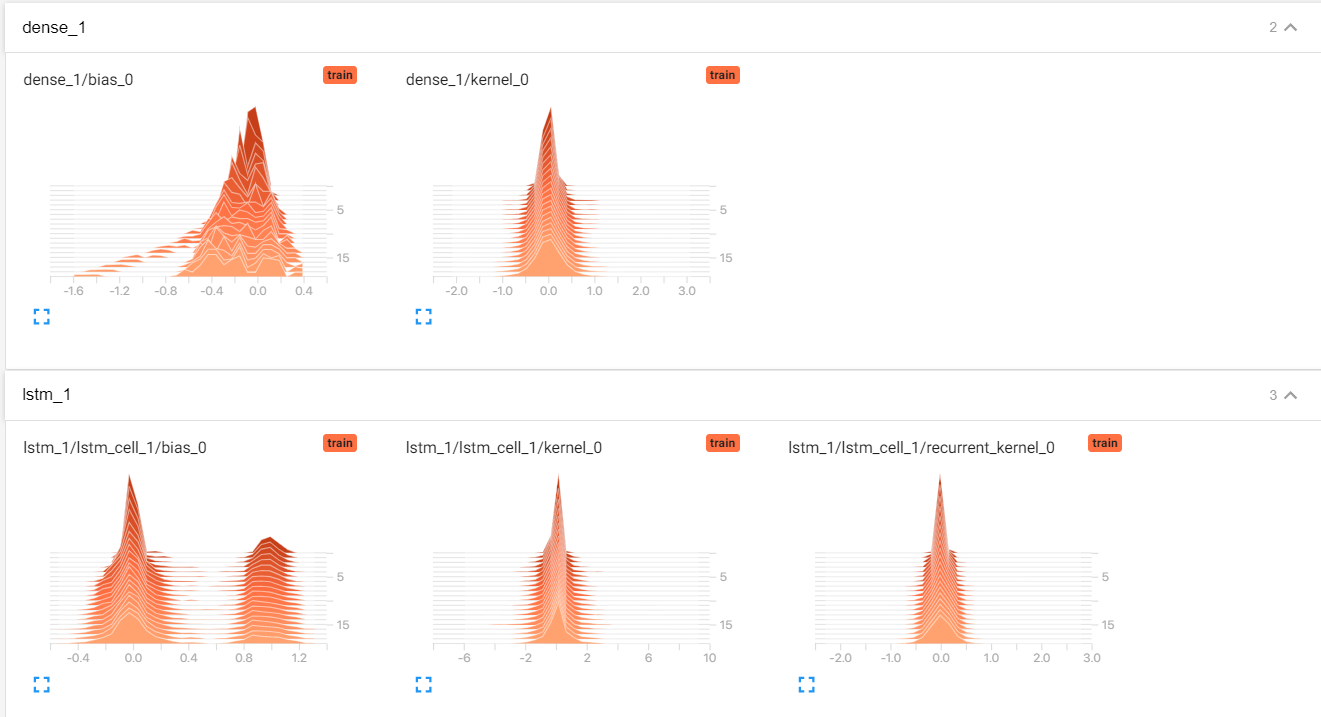 dense_1
2
dense_1/bias_0
train
dense_1/kernel_0
train
5
15
-1.6 -1.2 -0.8 -0.4 0.0 0.4
5
15
-2.0 -1.0 0.0 1.0 2.0 3.0
lstm_1
3
lstm_1/lstm_cell_1/bias_0
train
lstm_1/lstm_cell_1/kernel_0
train
lstm_1/lstm_cell_1/recurrent_kernel_0
train
5
15
-0.4 0.0 0.4 0.8 1.2
5
15
-6 -2 2 6 10
5
15
-2.0 -1.0 0.0 1.0 2.0 3.0